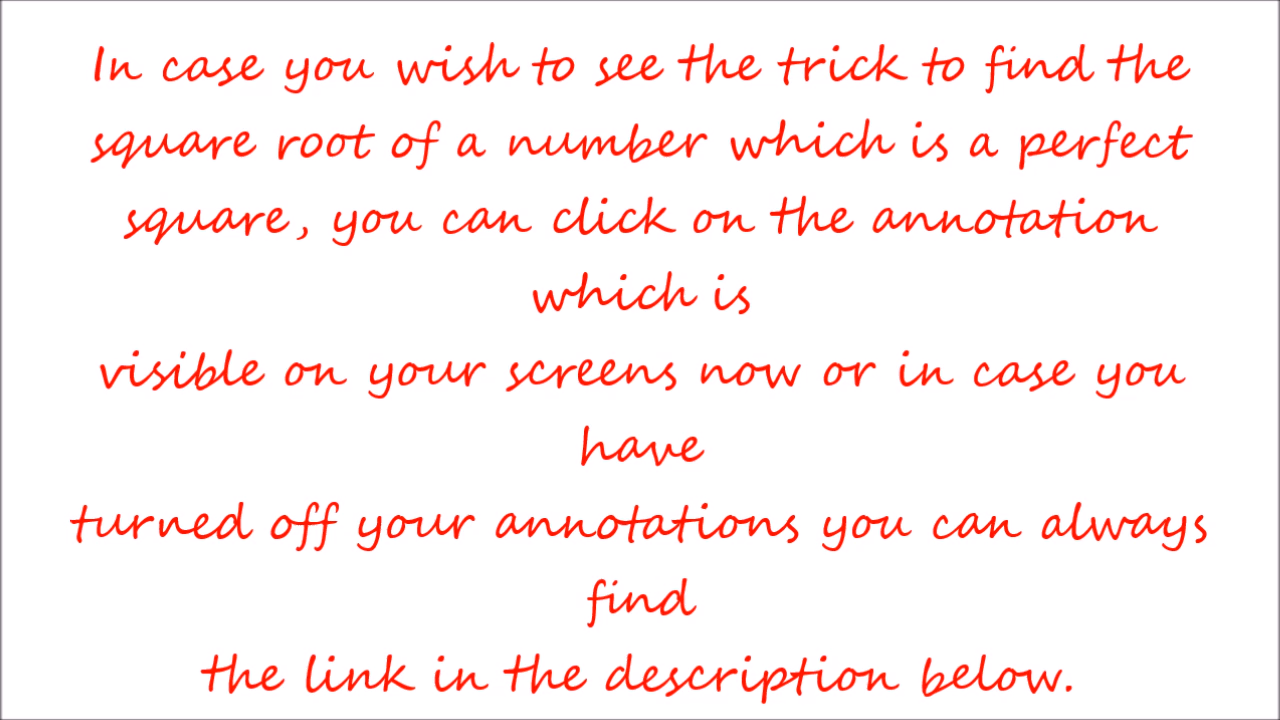 In case you wish to see the trick to find the
square root of a number which is a perfect
square, you can click on the annotation
which is
visible on your screens now or in case you
have
turned off your annotations you can always
find
the link in the description below.